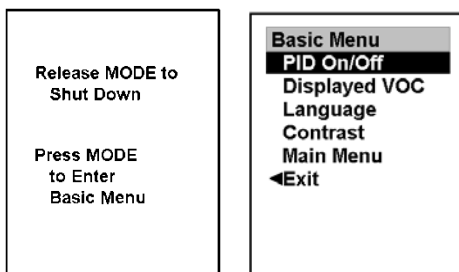 Release MODE to
Shut Down
Press MODE
to Enter
Basic Menu
Basic Menu
PID On/Off
Displayed VOC
Language
Contrast
Main Menu
◄Exit